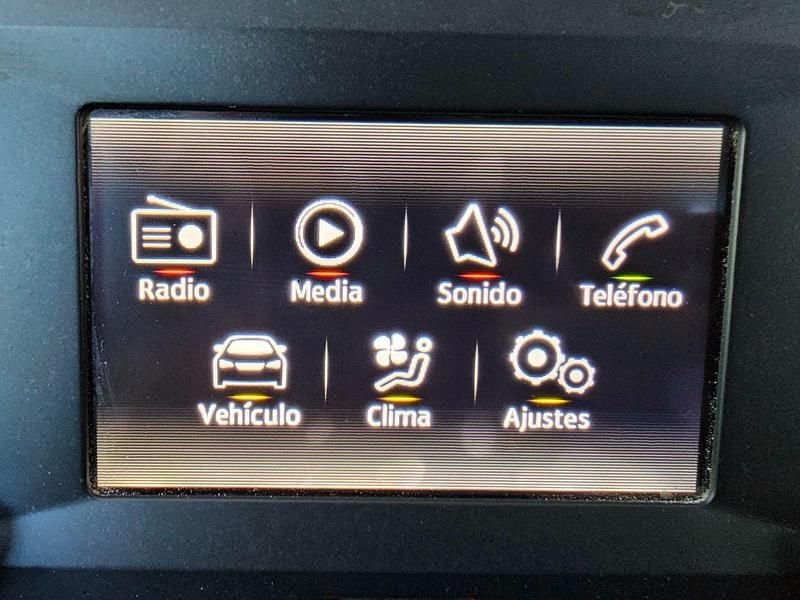 Radio Media Sonido Teléfono
Vehículo Clima Ajustes